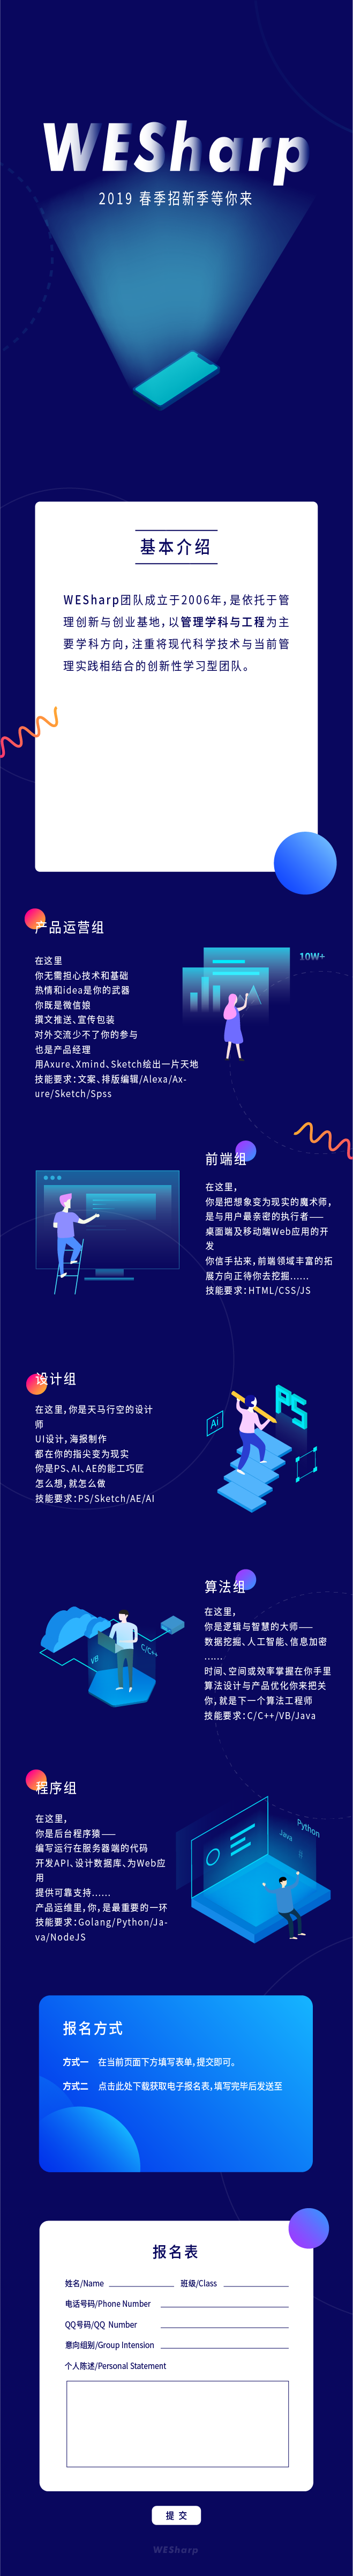 WESharp
2019 春季招新季等你来
基本介绍
WESharp团队成立于2006年，是依托于管
理创新与创业基地，以管理学科与工程为主
要学科方向，注重将现代科学技术与当前管
理实践相结合的创新性学习型团队。
产品运营组
在这里
你无需担心技术和基础
热情和idea是你的武器
你既是微信娘
撰文推送、宣传包装
对外交流少不了你的参与
也是产品经理
用Axure、Xmind、Sketch绘出一片天地
技能要求：文案、排版编辑/Alexa/Ax-
ure/Sketch/Spss
10W+
前端组
在这里，
你是把想象变为现实的魔术师，
是与用户最亲密的执行者——
桌面端及移动端Web应用的开
发
你信手拈来，前端领域丰富的拓
展方向正待你去挖掘......
技能要求：HTML/CSS/JS
设计组
在这里，你是天马行空的设计
师
UI设计，海报制作
都在你的指尖变为现实
你是PS、AI、AE的能工巧匠
怎么想，就怎么做
技能要求：PS/Sketch/AE/AI
Ai
PS
算法组
在这里，
你是逻辑与智慧的大师——
数据挖掘、人工智能、信息加密
......
时间、空间或效率掌握在你手里
算法设计与产品优化你来把关
你，就是下一个算法工程师
技能要求：C/C++/VB/Java
VB
C/C++
程序组
在这里，
你是后台程序猿——
编写运行在服务器端的代码
开发API、设计数据库、为Web应
用
提供可靠支持......
产品运维里，你，是最重要的一环
技能要求：Golang/Python/Ja-
va/NodeJS
Java
Python
报名方式
方式一 在当前页面下方填写表单，提交即可。
方式二 点击此处下载获取电子报名表，填写完毕后发送至
报名表
姓名/Name 班级/Class
电话号码/Phone Number
QQ号码/QQ Number
意向组别/Group Intension
个人陈述/Personal Statement
提 交
WESharp